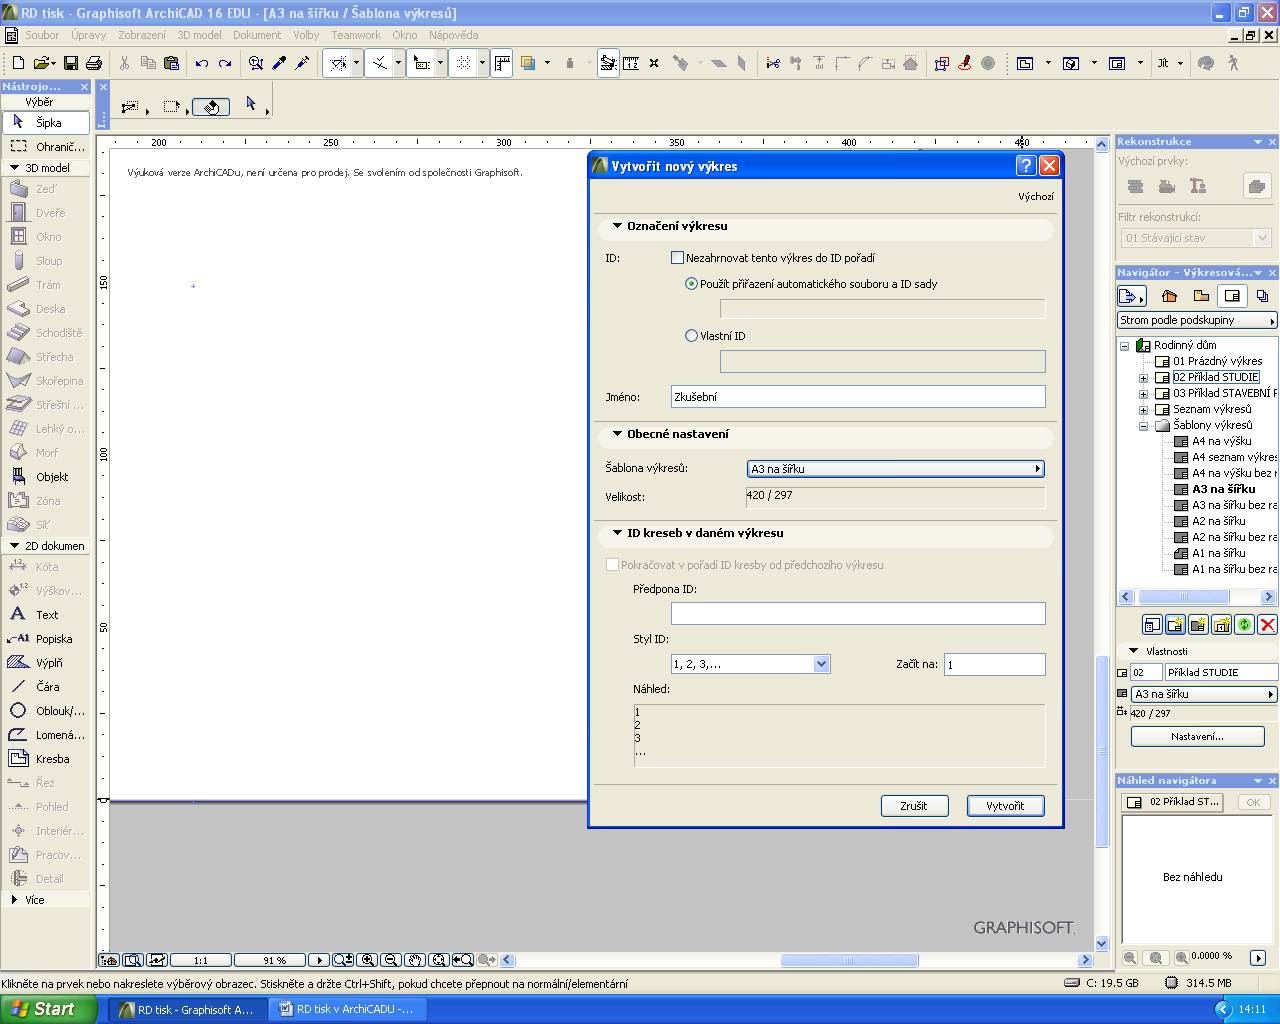 RD tisk - Graphisoft ArchiCAD 16 EDU - [A3 na šířku / Šablona výkresů]
Soubor Úpravy Zobrazení 3D model Dokument Volby Teamwork Okno Nápověda
Jit
Nástrojo...
Výběr
Šipka
Ohranič...
3D model
Zeď
Dveře
Okno
Sloup
Trám
Deska
Schodiště
Střecha
Skořepina
Střešní ...
Lehký o...
Morf
Objekt
Zóna
Síť
2D dokumen
Kóta
Výškov...
Text
Popiska
Výplň
Čára
Oblouk/...
Lomená...
Kresba
Řez
Pohled
Interiér...
Pracov...
Detail
Více
200 250 300 350 400 450
150
100
50
0
Výuková verze ArchiCADu, není určena pro prodej. Se svolením od společnosti Graphisoft.
Vytvořit nový výkres
Výchozí
Označení výkresu
ID:
Nezahrnovat tento výkres do ID pořadí
Použít přiřazení automatického souboru a ID sady
Vlastní ID
Jméno: Zkušební
Obecné nastavení
Šablona výkresů: A3 na šířku
Velikost: 420 / 297
ID kreseb v daném výkresu
Pokračovat v pořadí ID kresby od předchozího výkresu
Předpona ID:
Styl ID:
1, 2, 3,...
Začít na: 1
Náhled:
1
2
3
...
Zrušit Vytvořit
GRAPHISOFT.
Rekonstrukce
Výchozí prvky:
Filtr rekonstrukcí:
01 Stávající stav
Navigátor - Výkresová...
Strom podle podskupiny
Rodinný dům
01 Prázdný výkres
02 Příklad STUDIE
03 Příklad STAVEBNÍ
Seznam výkresů
Šablony výkresů
A4 na výšku
A4 seznam výkres
A4 na výšku bez
A3 na šířku
A3 na šířku bez ra
A2 na šířku
A2 na šířku bez ra
A1 na šířku
A1 na šířku bez ra
Vlastnosti
02 Příklad STUDIE
A3 na šířku
420 / 297
Nastavení...
Náhled navigátora
02 Příklad ST... OK
Bez náhledu
0.0000 %
1:1 91 %
Klikněte na prvek nebo nakreslete výběrový obrazec. Stiskněte a držte Ctrl+Shift, pokud chcete přepnout na normální/elementární
C: 19.5 GB 314.5 MB
Start
RD tisk - Graphisoft A...
RD tisk v ArchiCADU -...
14:11